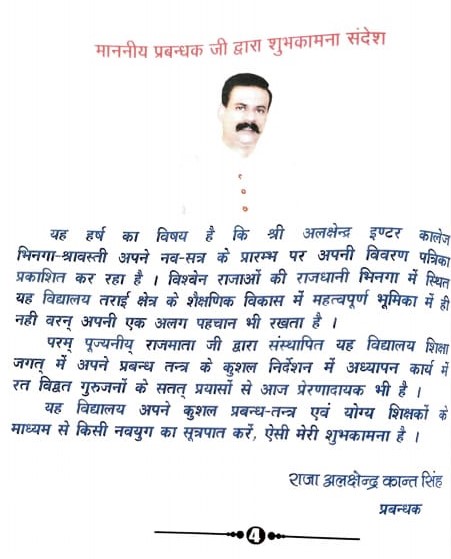 माननीय प्रबन्धक जी द्वारा शुभकामना संदेश
यह हर्ष का विषय है कि श्री अलक्षेन्द्र इण्टर कालेज
भिनगा-श्रावस्ती अपने नव-सत्र के प्रारम्भ पर अपनी विवरण पत्रिका
प्रकाशित कर रहा है । विश्वेन राजाओं की राजधानी भिनगा में स्थित
यह विद्यालय तराई क्षेत्र के शैक्षणिक विकास में महत्वपूर्ण भूमिका में ही
नही वरन् अपनी एक अलग पहचान भी रखता है ।
परम् पूज्यनीय् राजमाता जी द्वारा संस्थापित यह विद्यालय शिक्षा
जगत् में अपने प्रबन्ध तन्त्र के कुशल निर्देशन में अध्यापन कार्य में
रत विद्वत गुरुजनों के सतत् प्रयासों से आज प्रेरणादायक भी है ।
यह विद्यालय अपने कुशल प्रबन्ध-तन्त्र एवं योग्य शिक्षकों के
माध्यम से किसी नवयुग का सूत्रपात करें, ऐसी मेरी शुभकामना है ।
राजा अलक्षेन्द्र कान्त सिंह
प्रबन्धक
4